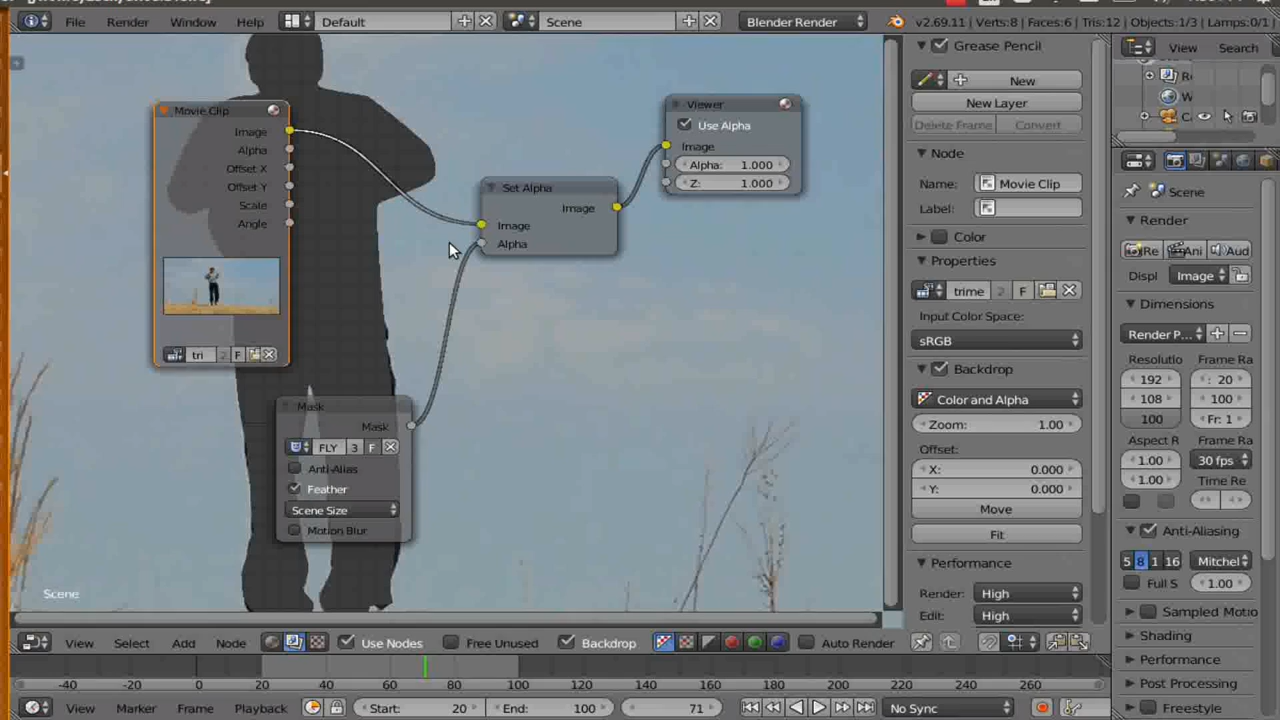 File Render Window Help Default Scene Blender Render v2.69.11 | Verts:8 | Faces:6 | Tris:12 | Objects:1/3 | Lamps:0/1
View Search
Grease Pencil
New
New Layer
Delete Frame Convert
Node
Name: Movie Clip
Label:
Color
Properties
trime 2 F
Input Color Space:
sRGB
Backdrop
Color and Alpha
Zoom: 1.00
Offset:
X: 0.000
Y: 0.000
Move
Fit
Performance
Render: High
Edit: High
Movie Clip
Image
Alpha
Offset X
Offset Y
Scale
Angle
tri 2 F
Set Alpha
Image
Image
Alpha
Viewer
Use Alpha
Image
Alpha: 1.000
Z: 1.000
Mask
Mask
FLY 3 F
Anti-Alias
Feather
Scene Size
Motion Blur
Scene
Scene
Render
Re Ani Aud
Displ Image
Dimensions
Render P...
Resolutio Frame Ra
192 : 20
108 100
100 Fr: 1
Aspect R Frame Ra
1.00 30 fps
1.00 Time Re
Anti-Aliasing
5 8 1 16 Mitchel
Full S 1.00
Sampled Motio
Shading
Performance
Post Processing
Freestyle
View Select Add Node Use Nodes Free Unused Backdrop Auto Render
-40 -20 0 20 40 60 80 100 120 140 160 180 200 220 240 260
View Marker Frame Playback Start: 20 End: 100 71 No Sync